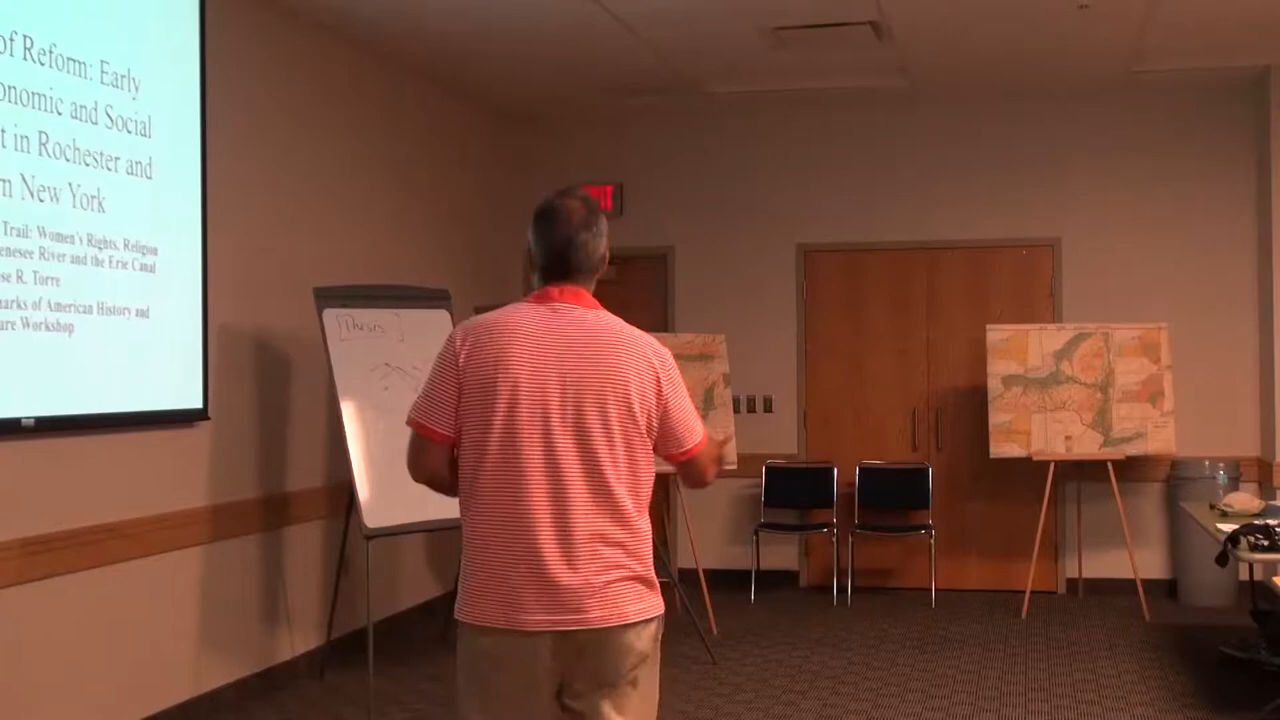 of Reform: Early
onomic and Social
t in Rochester and
rn New York
Trail: Women's Rights, Religion
enesee River and the Erie Canal
se R. Torre
marks of American History and
ure Workshop
Thesis